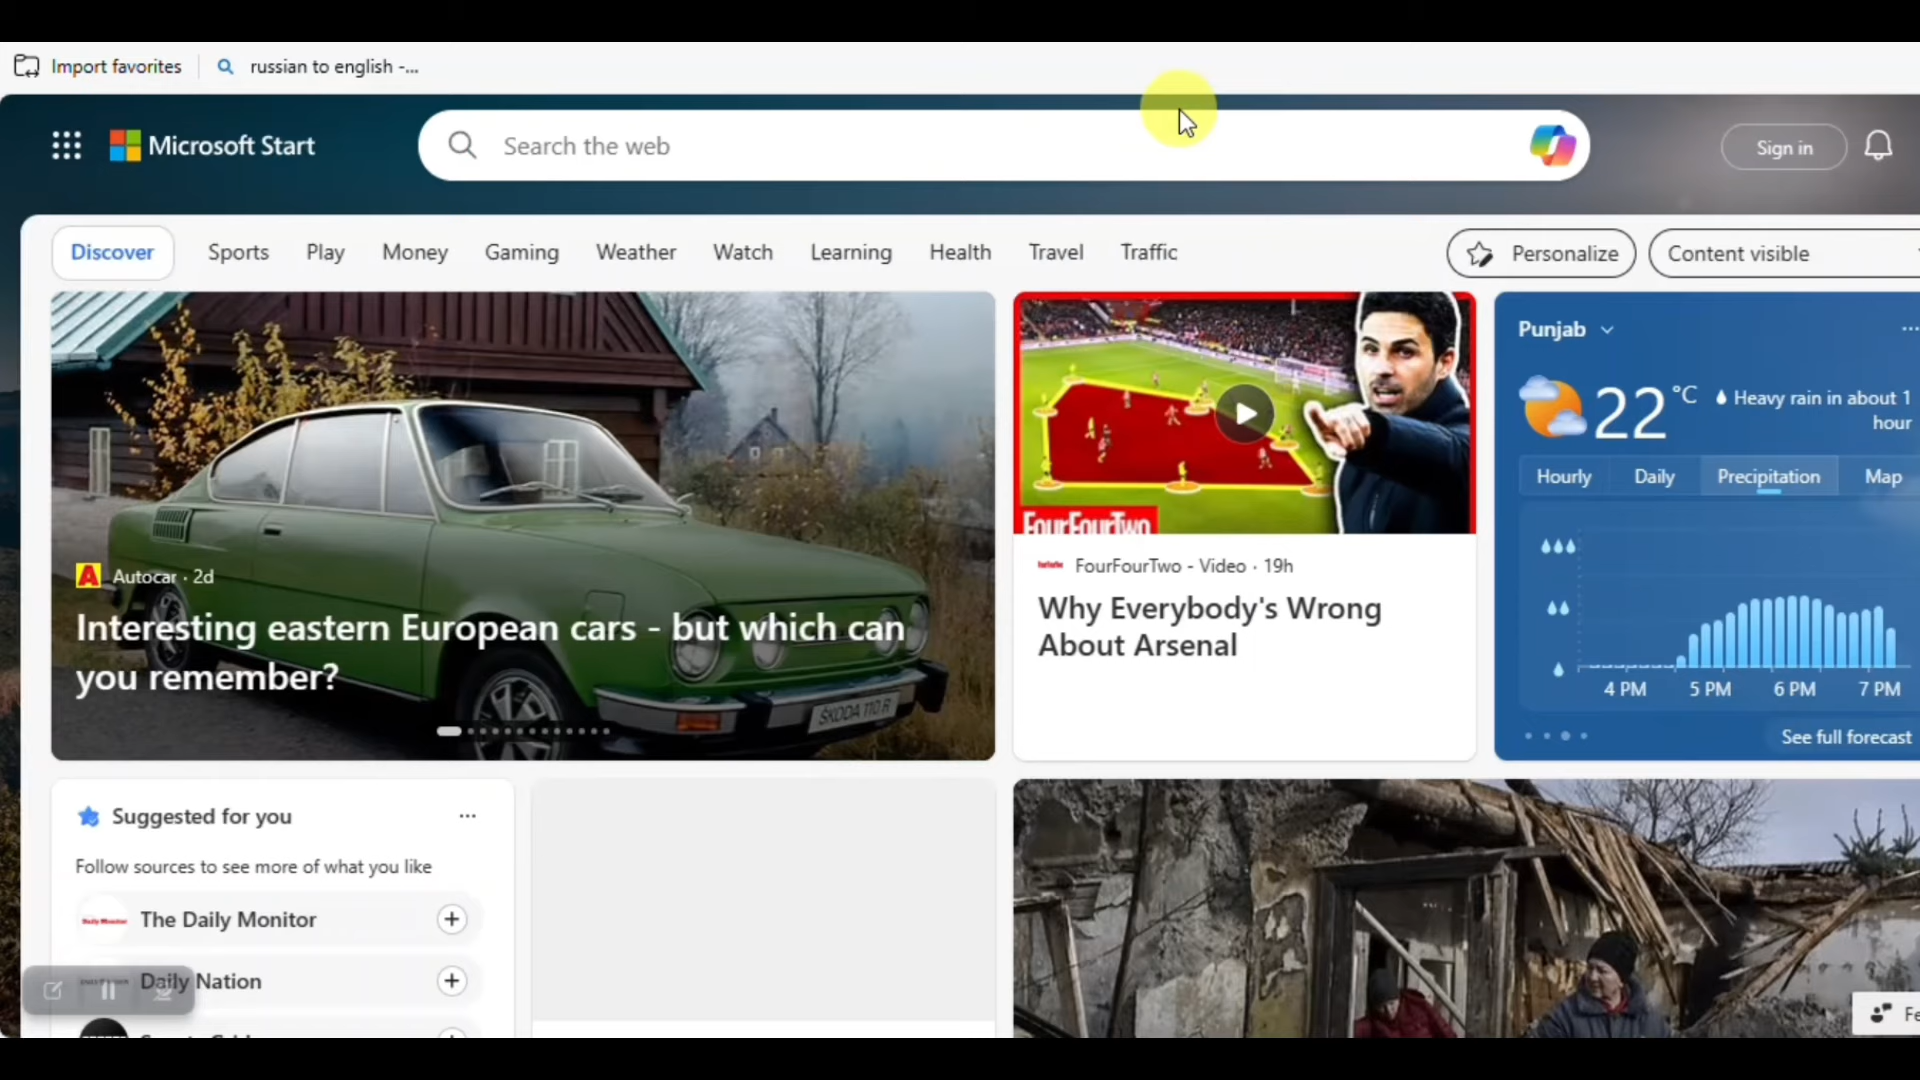 Import favorites
russian to english -...
Microsoft Start
Search the web
Sign in
Discover
Sports
Play
Money
Gaming
Weather
Watch
Learning
Health
Travel
Traffic
Personalize
Content visible
A Autocar · 2d
Interesting eastern European cars - but which can
you remember?
ŠKODA 110 R
FourFourTwo
FourFourTwo - Video · 19h
Why Everybody's Wrong
About Arsenal
Punjab
22 °C
Heavy rain in about 1
hour
Hourly
Daily
Precipitation
Map
4 PM
5 PM
6 PM
7 PM
See full forecast
Suggested for you
Follow sources to see more of what you like
Daily Monitor
The Daily Monitor
Daily Nation
Fe